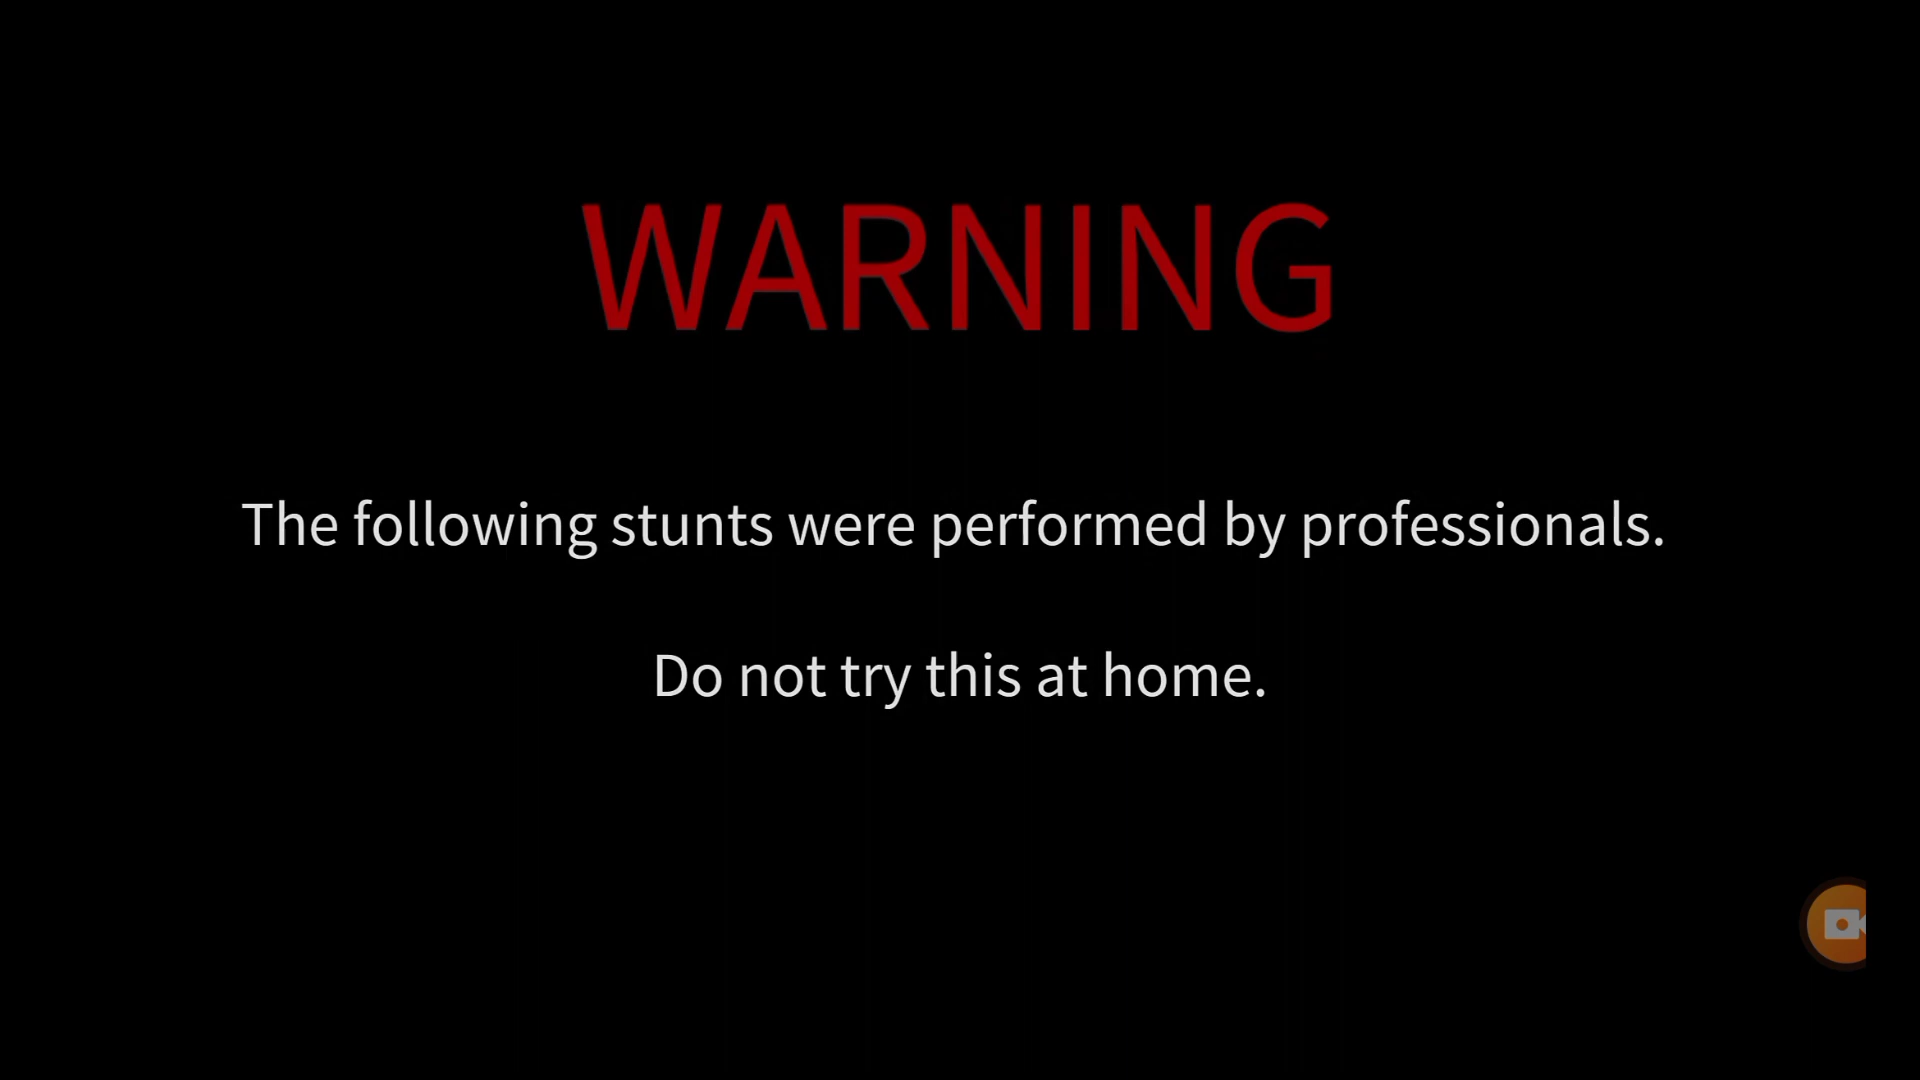 WARNING
The following stunts were performed by professionals.
Do not try this at home.